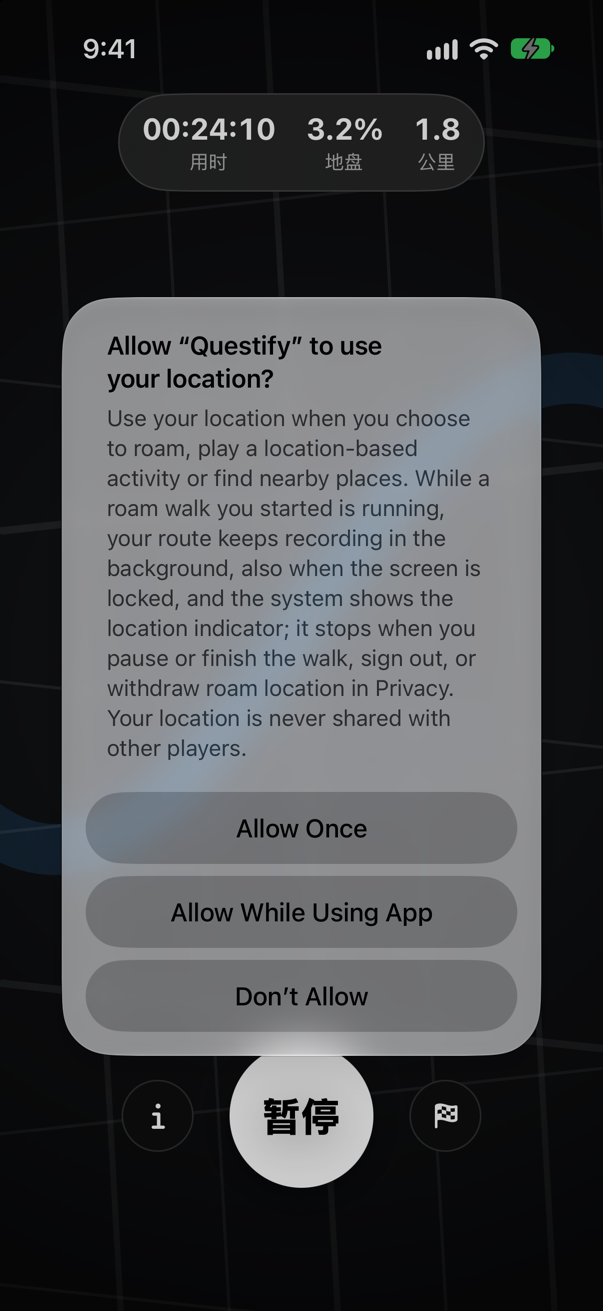 9:41
00:24:10 3.2% 1.8
用时 地盘 公里
Allow “Questify” to use
your location?
Use your location when you choose
to roam, play a location-based
activity or find nearby places. While a
roam walk you started is running,
your route keeps recording in the
background, also when the screen is
locked, and the system shows the
location indicator; it stops when you
pause or finish the walk, sign out, or
withdraw roam location in Privacy.
Your location is never shared with
other players.
Allow Once
Allow While Using App
Don’t Allow
暂停